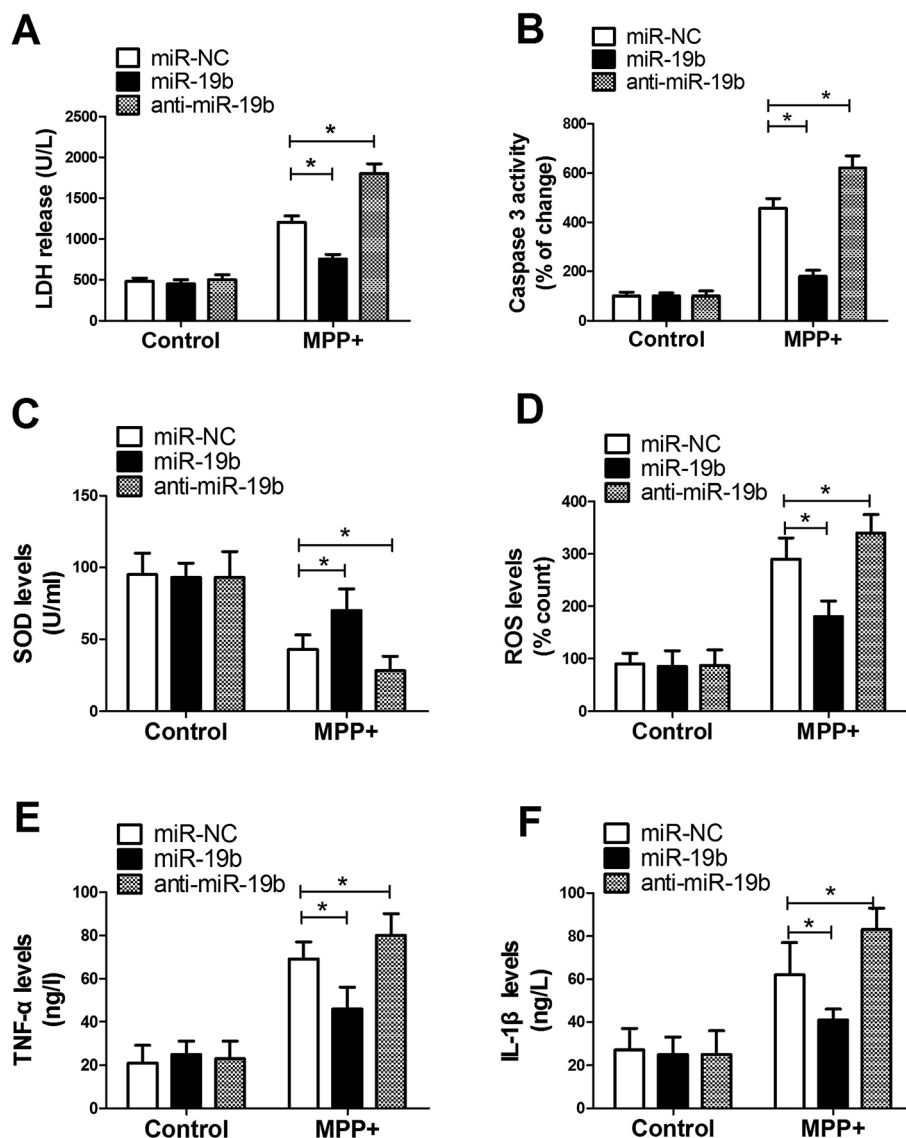 A
miR-NC
miR-19b
anti-miR-19b
LDH release (U/L)
2500
2000
1500
1000
500
0
*
*
Control
MPP+
B
miR-NC
miR-19b
anti-miR-19b
Caspase 3 activity
(% of change)
800
600
400
200
0
*
*
Control
MPP+
C
miR-NC
miR-19b
anti-miR-19b
SOD levels
(U/ml)
150
100
50
0
*
*
Control
MPP+
D
miR-NC
miR-19b
anti-miR-19b
ROS levels
(% count)
400
300
200
100
0
*
*
Control
MPP+
E
miR-NC
miR-19b
anti-miR-19b
TNF-α levels
(ng/l)
100
80
60
40
20
0
*
*
Control
MPP+
F
miR-NC
miR-19b
anti-miR-19b
IL-1β levels
(ng/L)
100
80
60
40
20
0
*
*
Control
MPP+